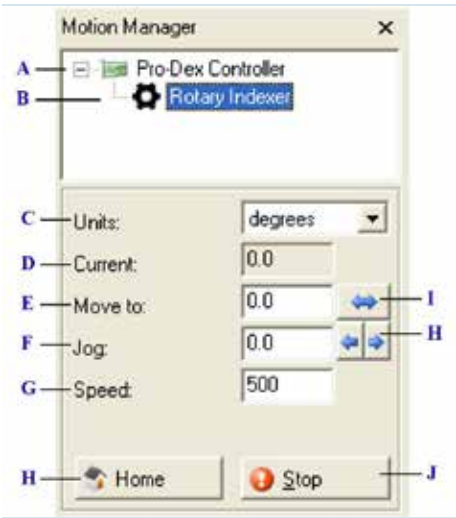 Motion Manager ×
A Pro-Dex Controller
B Rotary Indexer
C Units: degrees
D Current: 0.0
E Move to: 0.0 I
F Jog: 0.0 H
G Speed: 500
H Home Stop J